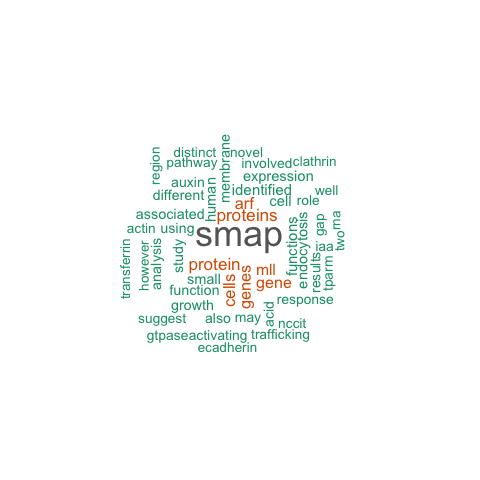 distinct novel
region pathway membrane involved clathrin
auxin human expression
different identified well
arf cell role
associated proteins
actin using smap functions endocytosis gap two rna
transferrin however analysis study
protein mll results iaa tparm
small cells genes gene
function
growth acid response
suggest also may nccit
gtpaseactivating trafficking
ecadherin